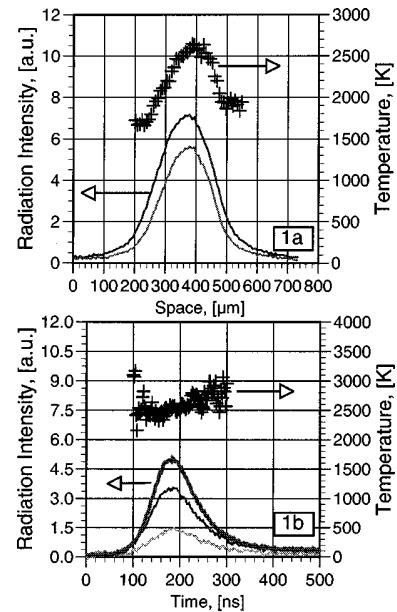 12 3000
10 2500
8 2000
6 1500
4 1000
2 500
0 0
Radiation Intensity, [a.u.]
Temperature, [K]
1a
0 100 200 300 400 500 600 700 800
Space, [µm]
12.0 4000
10.5 3500
9.0 3000
7.5 2500
6.0 2000
4.5 1500
3.0 1000
1.5 500
0.0 0
Radiation Intensity, [a.u.]
Temperature, [K]
1b
0 100 200 300 400 500
Time, [ns]